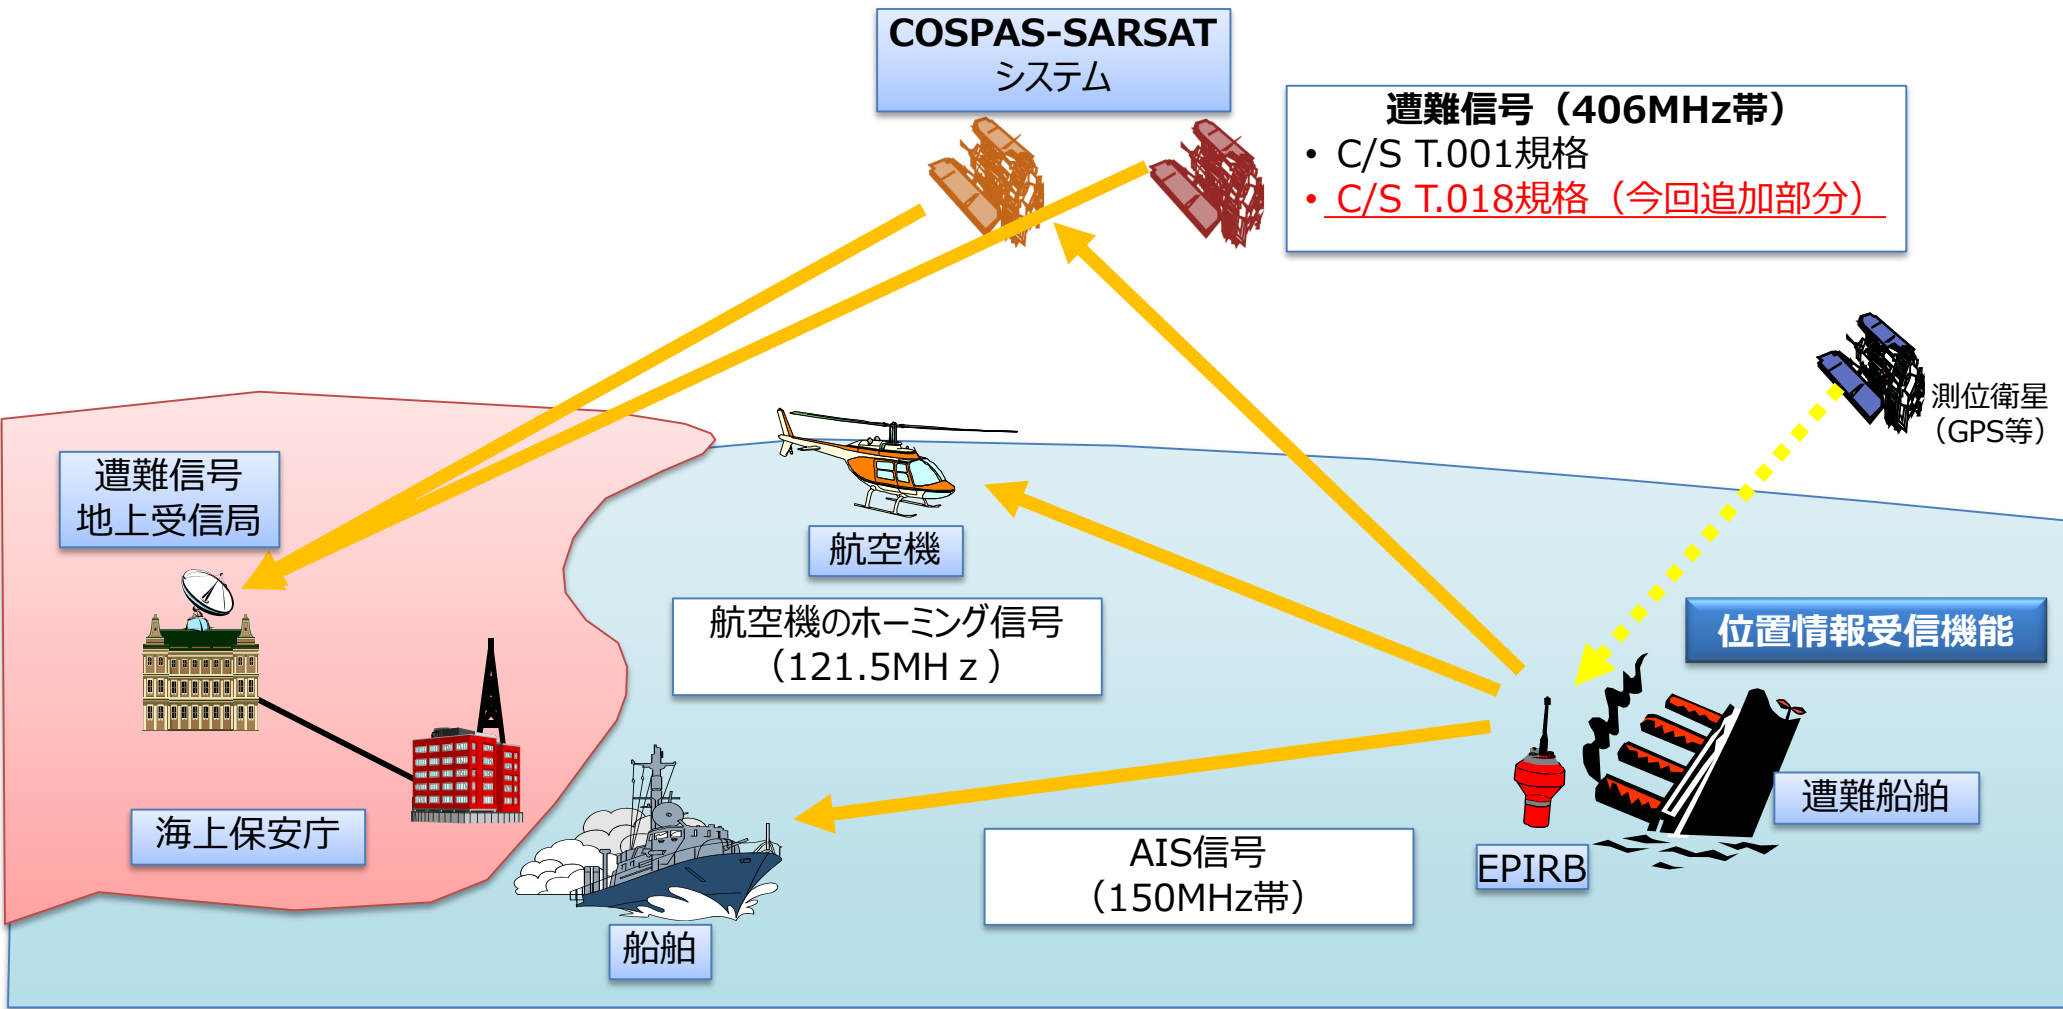 COSPAS-SARSAT
システム
遭難信号（406MHz帯）
• C/S T.001規格
• C/S T.018規格（今回追加部分）
測位衛星
（GPS等）
遭難信号
地上受信局
航空機
航空機のホーミング信号
（121.5MHｚ）
位置情報受信機能
遭難船舶
海上保安庁
AIS信号
（150MHz帯）
EPIRB
船舶